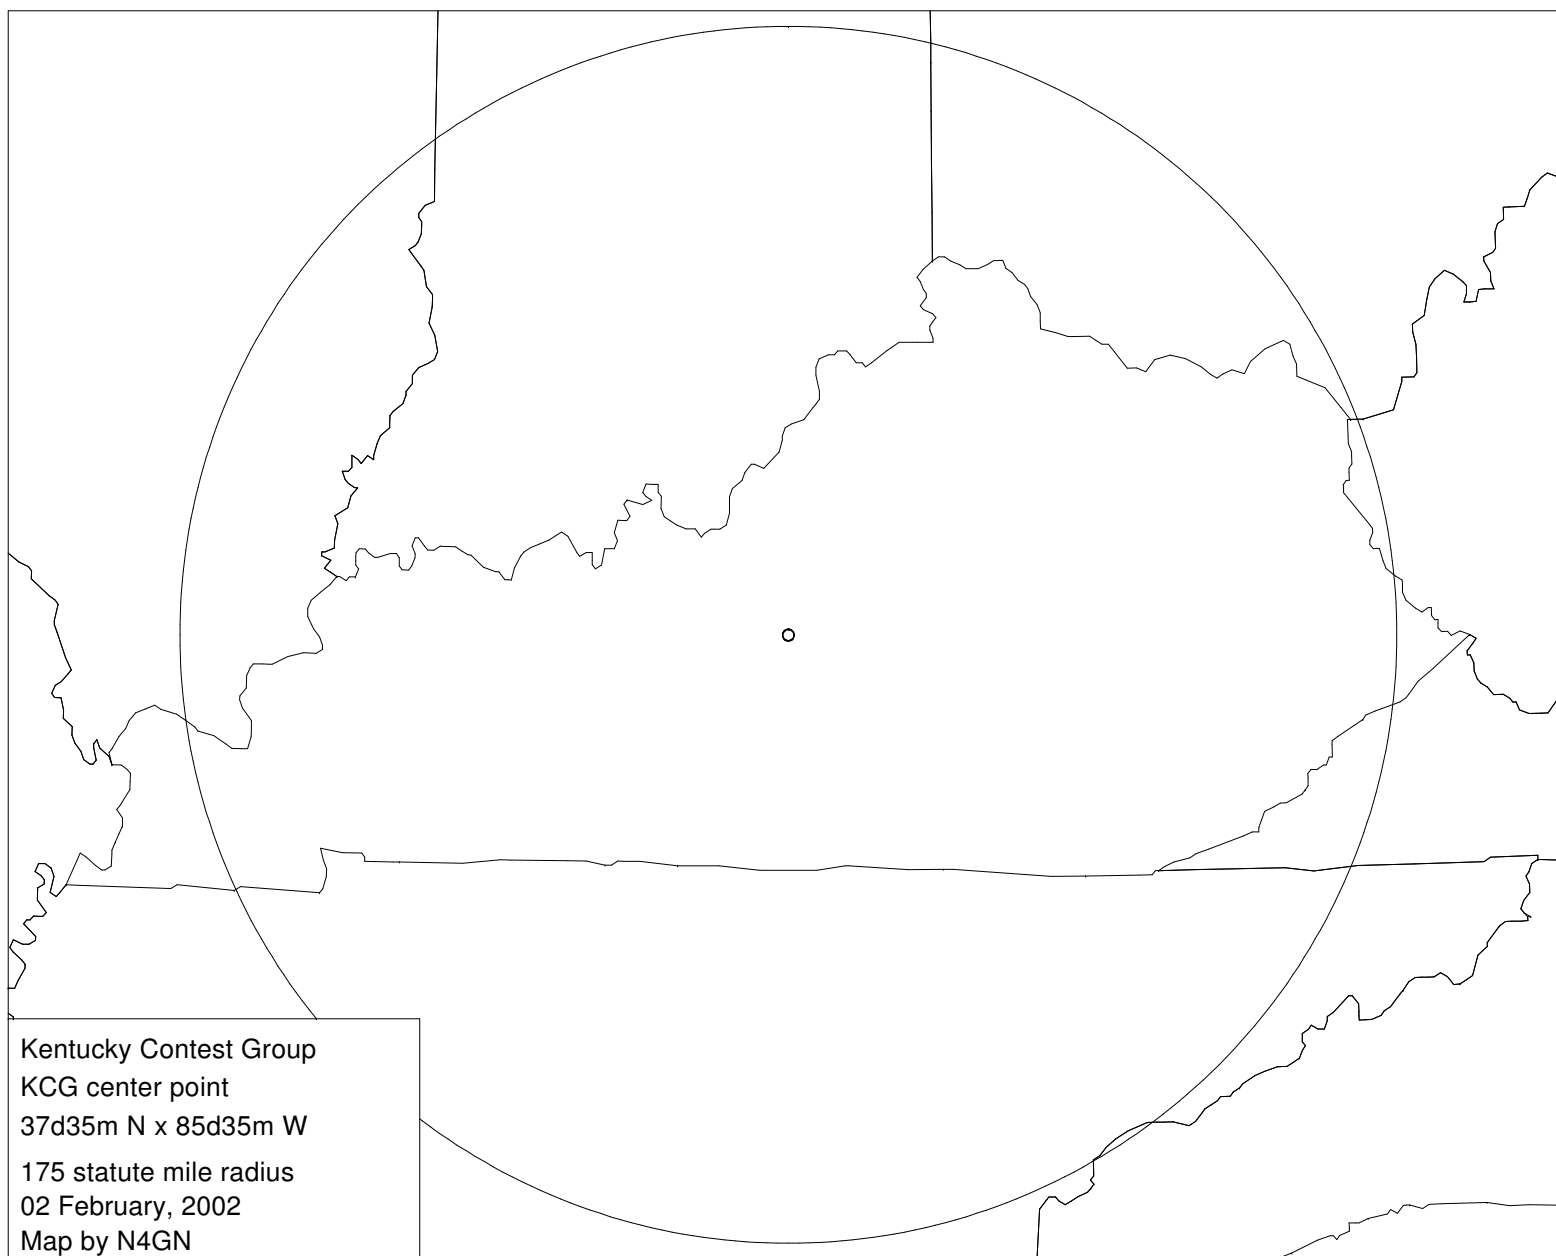 Kentucky Contest Group
KCG center point
37d35m N x 85d35m W
175 statute mile radius
02 February, 2002
Map by N4GN